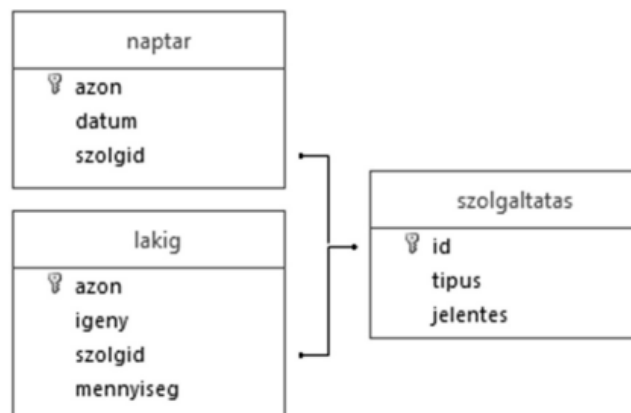 naptar
azon
datum
szolgid
lakig
azon
igeny
szolgid
mennyiseg
szolgaltatas
id
tipus
jelentes